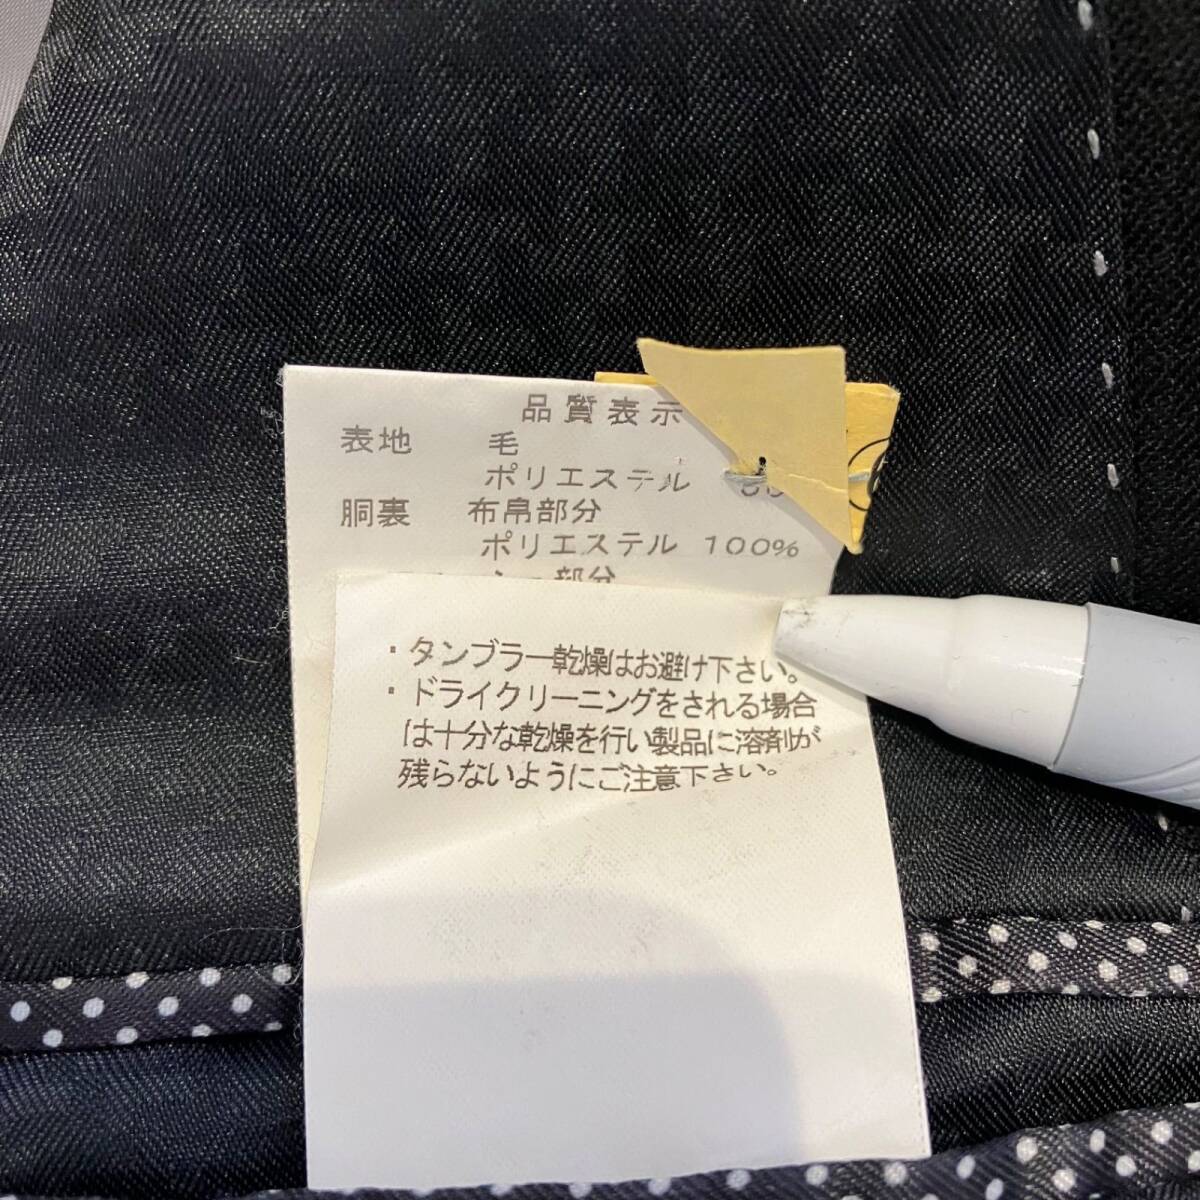 品質表示
表地 毛
ポリエステル
胴裏 布帛部分
ポリエステル 100%
部分
・タンブラー乾燥はお避け下さい。
・ドライクリーニングをされる場合
は十分な乾燥を行い製品に溶剤が
残らないようにご注意下さい。